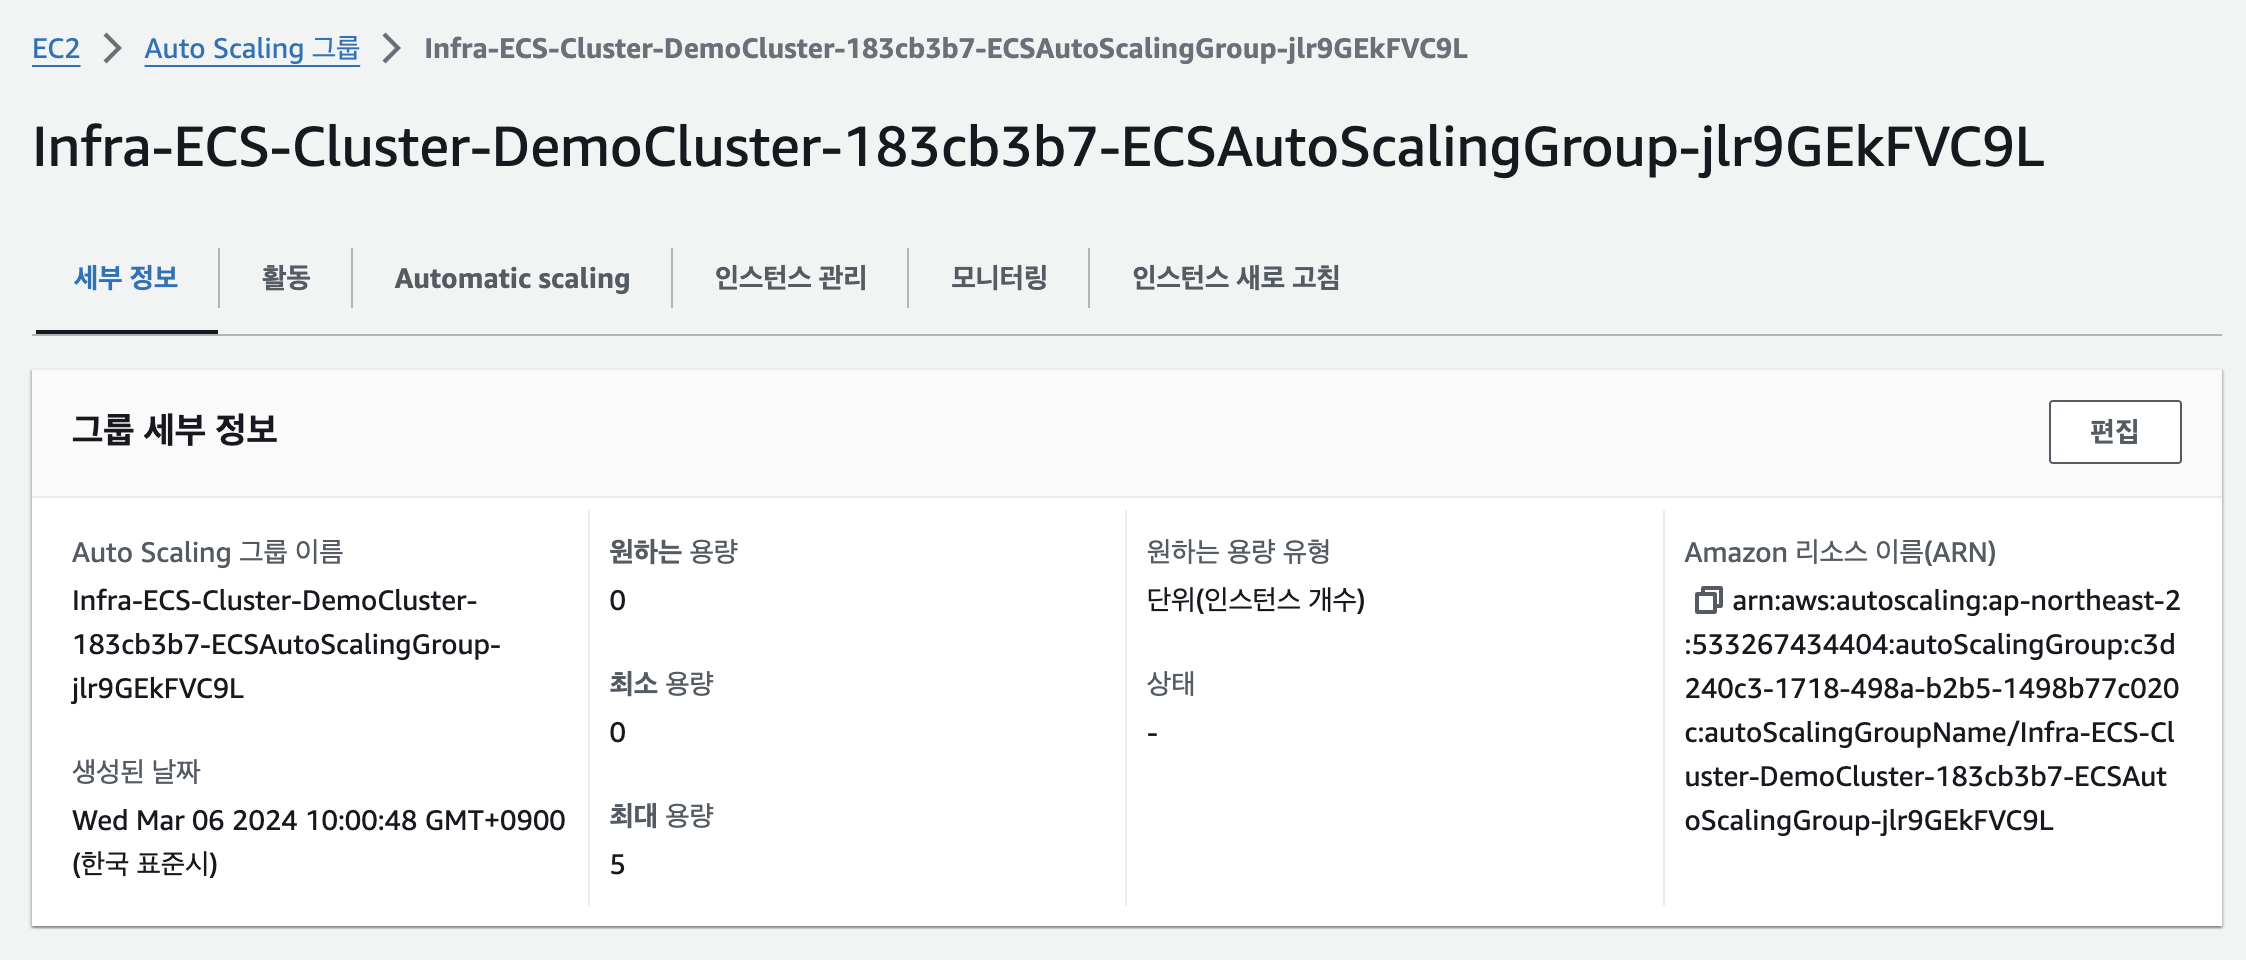 EC2 > Auto Scaling 그룹 > Infra-ECS-Cluster-DemoCluster-183cb3b7-ECSAutoScalingGroup-jlr9GEkFVC9L
Infra-ECS-Cluster-DemoCluster-183cb3b7-ECSAutoScalingGroup-jlr9GEkFVC9L
세부 정보 활동 Automatic scaling 인스턴스 관리 모니터링 인스턴스 새로 고침
그룹 세부 정보
편집
Auto Scaling 그룹 이름
Infra-ECS-Cluster-DemoCluster-
183cb3b7-ECSAutoScalingGroup-
jlr9GEkFVC9L
생성된 날짜
Wed Mar 06 2024 10:00:48 GMT+0900
(한국 표준시)
원하는 용량
0
최소 용량
0
최대 용량
5
원하는 용량 유형
단위(인스턴스 개수)
상태
-
Amazon 리소스 이름(ARN)
arn:aws:autoscaling:ap-northeast-2
:533267434404:autoScalingGroup:c3d
240c3-1718-498a-b2b5-1498b77c020
c:autoScalingGroupName/Infra-ECS-Cl
uster-DemoCluster-183cb3b7-ECSAut
oScalingGroup-jlr9GEkFVC9L